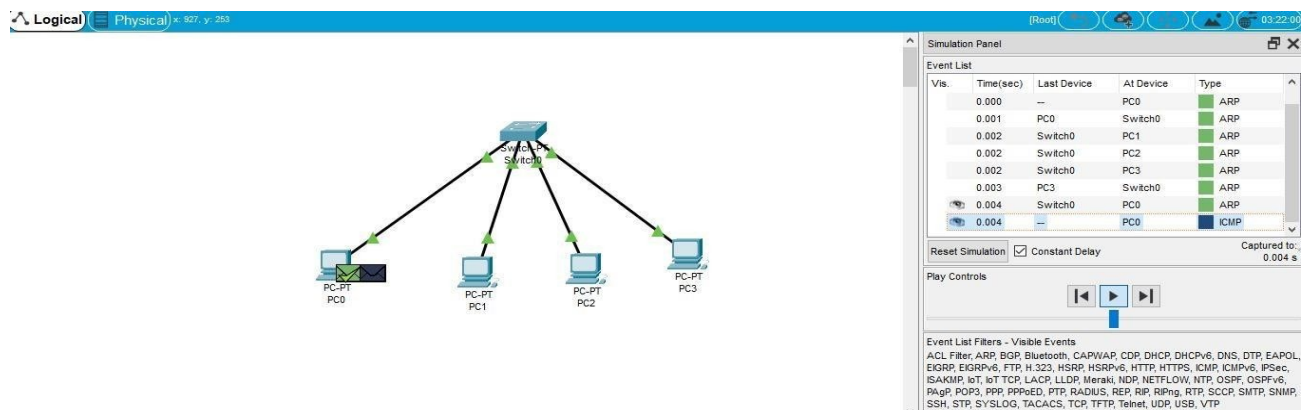 Logical Physical x: 927, y: 253 [Root] 03:22:00
Simulation Panel
Event List
Vis. Time(sec) Last Device At Device Type
0.000 -- PC0 ARP
0.001 PC0 Switch0 ARP
0.002 Switch0 PC1 ARP
0.002 Switch0 PC2 ARP
0.002 Switch0 PC3 ARP
0.003 PC3 Switch0 ARP
0.004 Switch0 PC0 ARP
0.004 -- PC0 ICMP
Reset Simulation Constant Delay Captured to:
0.004 s
Play Controls
Event List Filters - Visible Events
ACL Filter, ARP, BGP, Bluetooth, CAPWAP, CDP, DHCP, DHCPv6, DNS, DTP, EAPOL,
EIGRP, EIGRPv6, FTP, H.323, HSRP, HSRPv6, HTTP, HTTPS, ICMP, ICMPv6, IPSec,
ISAKMP, IoT, IoT TCP, LACP, LLDP, Meraki, NDP, NETFLOW, NTP, OSPF, OSPFv6,
PAgP, POP3, PPP, PPPoED, PTP, RADIUS, REP, RIP, RIPng, RTP, SCCP, SMTP, SNMP,
SSH, STP, SYSLOG, TACACS, TCP, TFTP, Telnet, UDP, USB, VTP
Switch-PT
Switch0
PC-PT
PC0
PC-PT
PC1
PC-PT
PC2
PC-PT
PC3